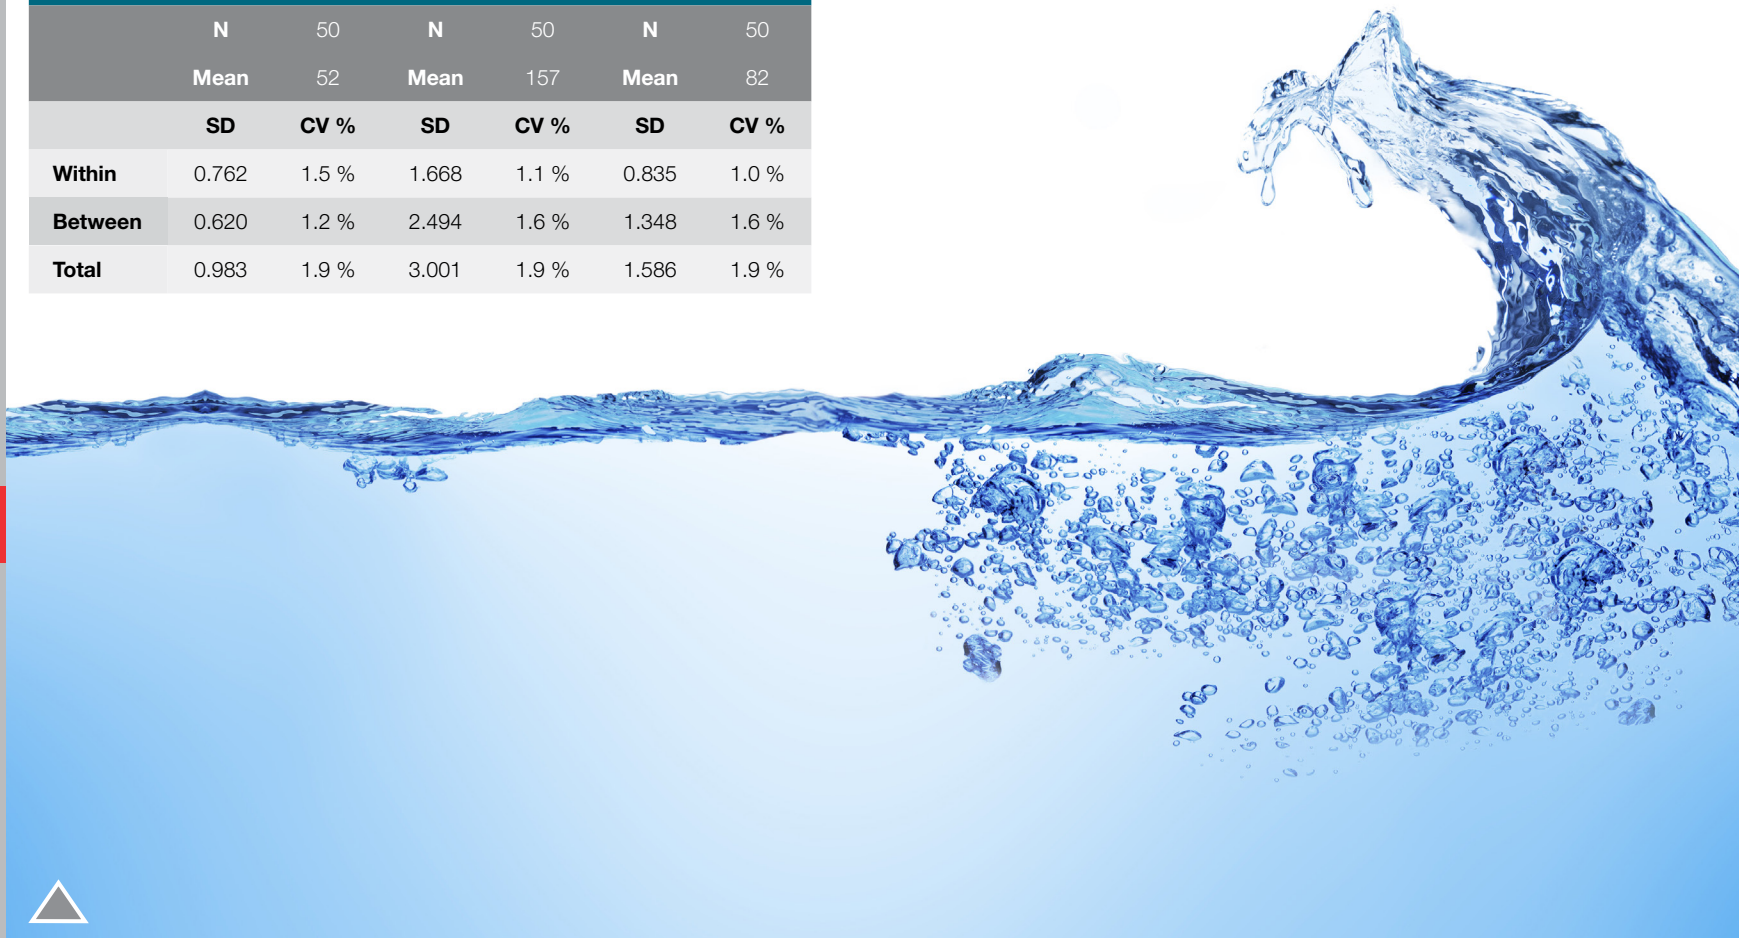 N 50 N 50 N 50
Mean 52 Mean 157 Mean 82
SD CV % SD CV % SD CV %
Within 0.762 1.5 % 1.668 1.1 % 0.835 1.0 %
Between 0.620 1.2 % 2.494 1.6 % 1.348 1.6 %
Total 0.983 1.9 % 3.001 1.9 % 1.586 1.9 %